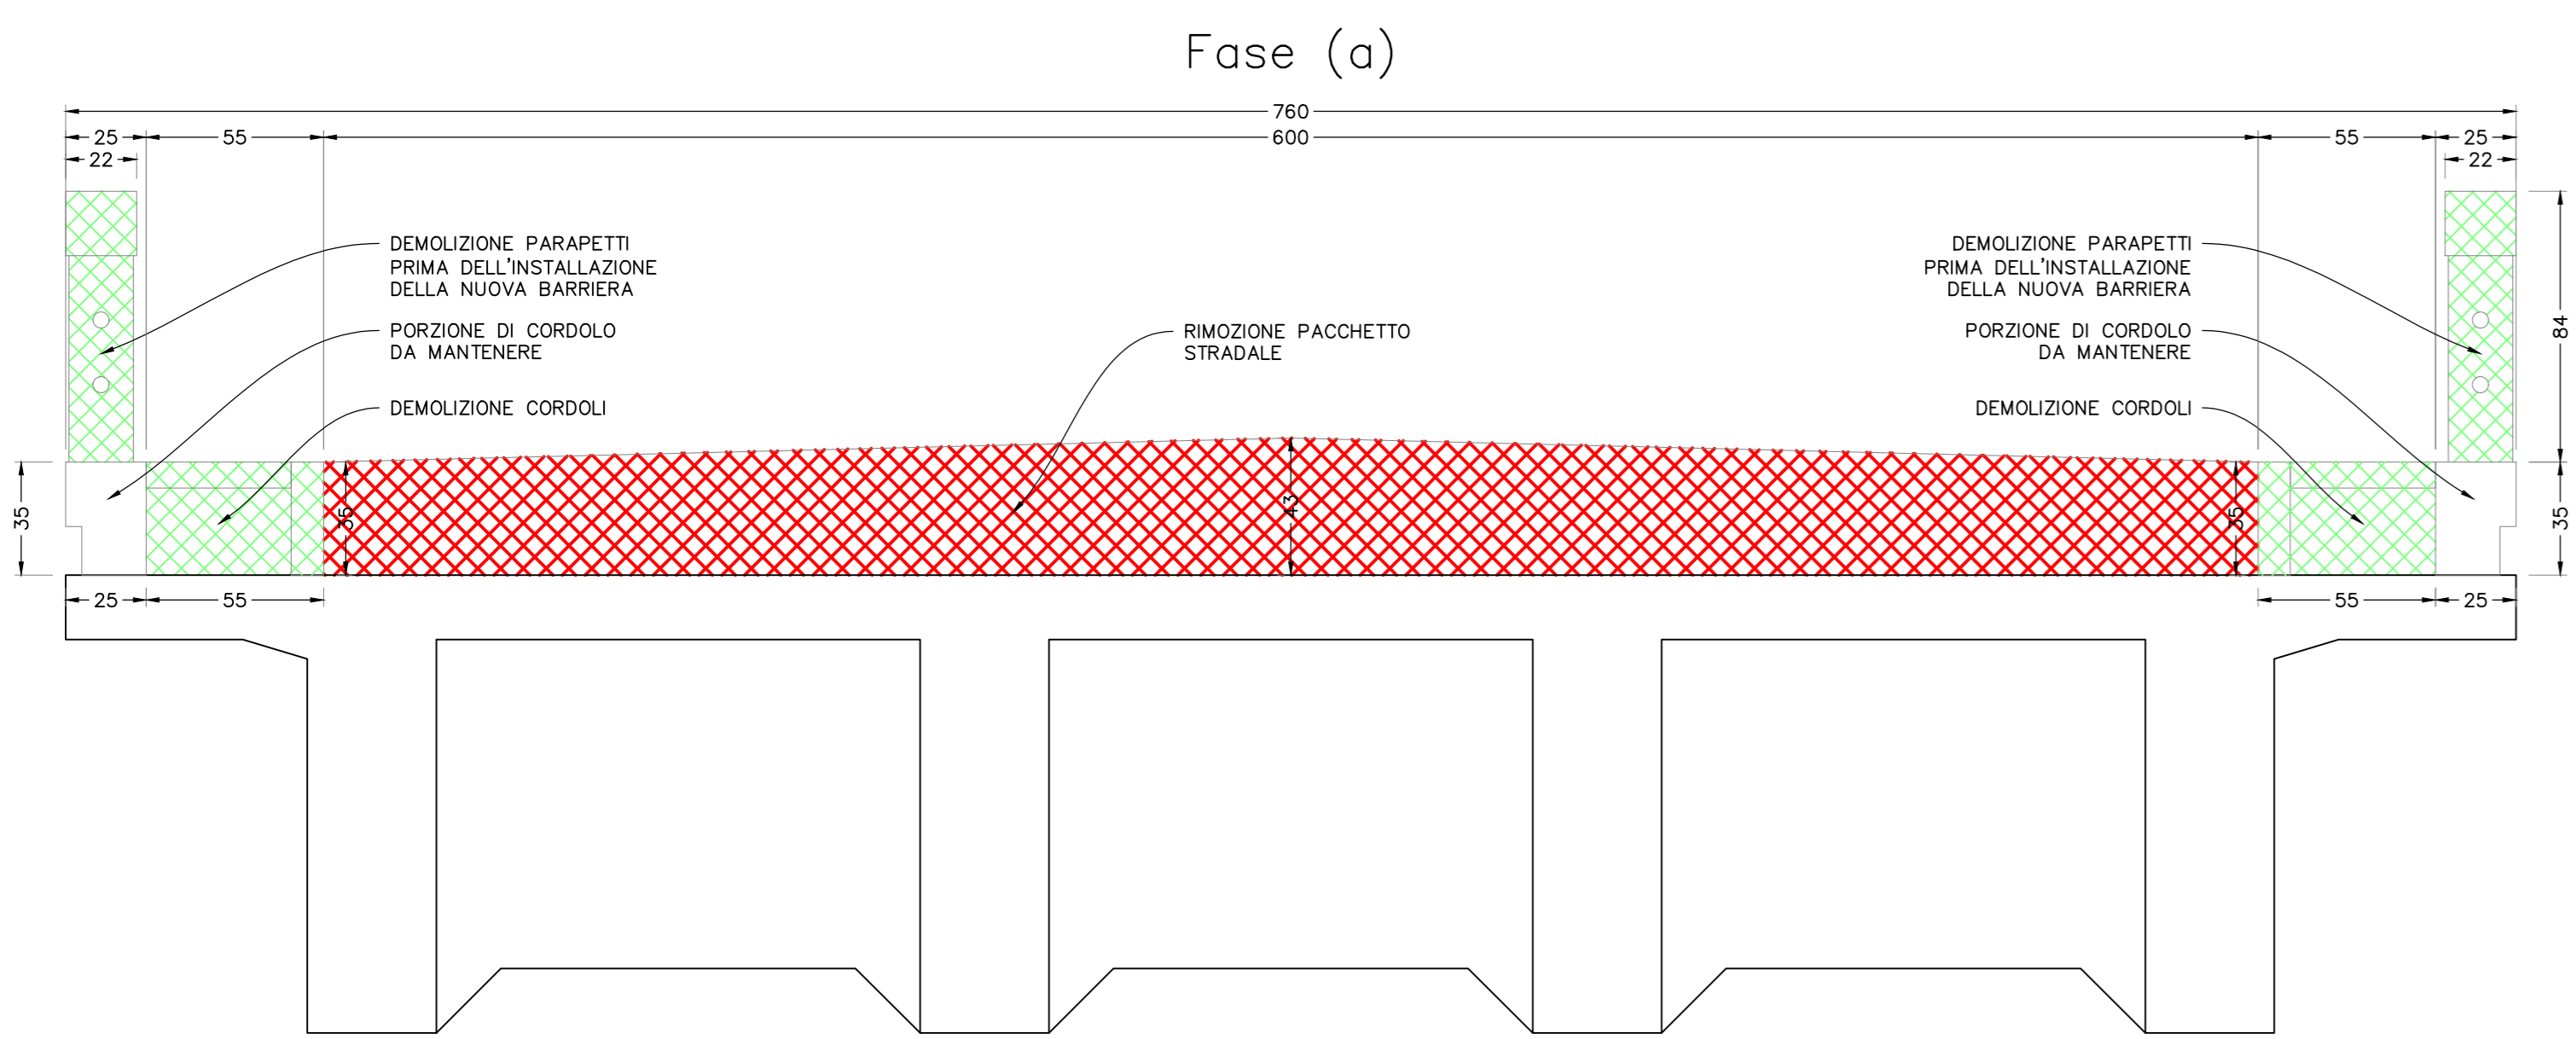 Fase (a)
760
25 55 600 55 25
22 22
DEMOLIZIONE PARAPETTI
PRIMA DELL'INSTALLAZIONE
DELLA NUOVA BARRIERA
PORZIONE DI CORDOLO
DA MANTENERE
DEMOLIZIONE CORDOLI
RIMOZIONE PACCHETTO
STRADALE
DEMOLIZIONE PARAPETTI
PRIMA DELL'INSTALLAZIONE
DELLA NUOVA BARRIERA
PORZIONE DI CORDOLO
DA MANTENERE
DEMOLIZIONE CORDOLI
84
35 35 43 35 35
25 55 55 25